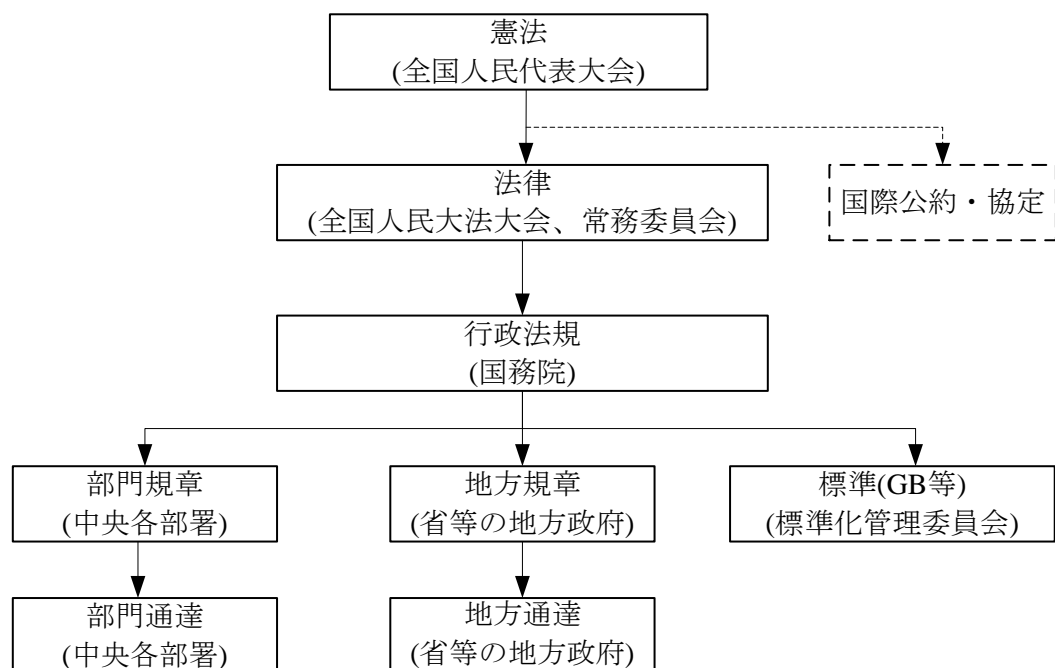 憲法
(全国人民代表大会)
法律
(全国人民大法大会、常務委員会)
国際公約・協定
行政法規
(国務院)
部門規章
(中央各部署)
地方規章
(省等の地方政府)
標準(GB等)
(標準化管理委員会)
部門通達
(中央各部署)
地方通達
(省等の地方政府)